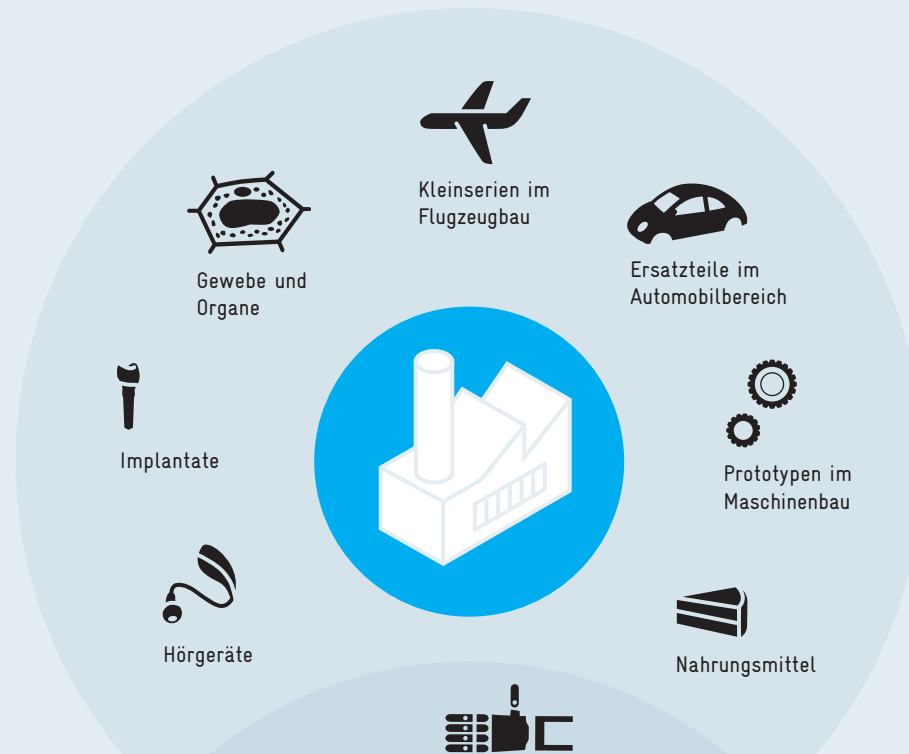 Kleinserien im
Flugzeugbau
Gewebe und
Organe
Ersatzteile im
Automobilbereich
Implantate
Prototypen im
Maschinenbau
Hörgeräte
Nahrungsmittel